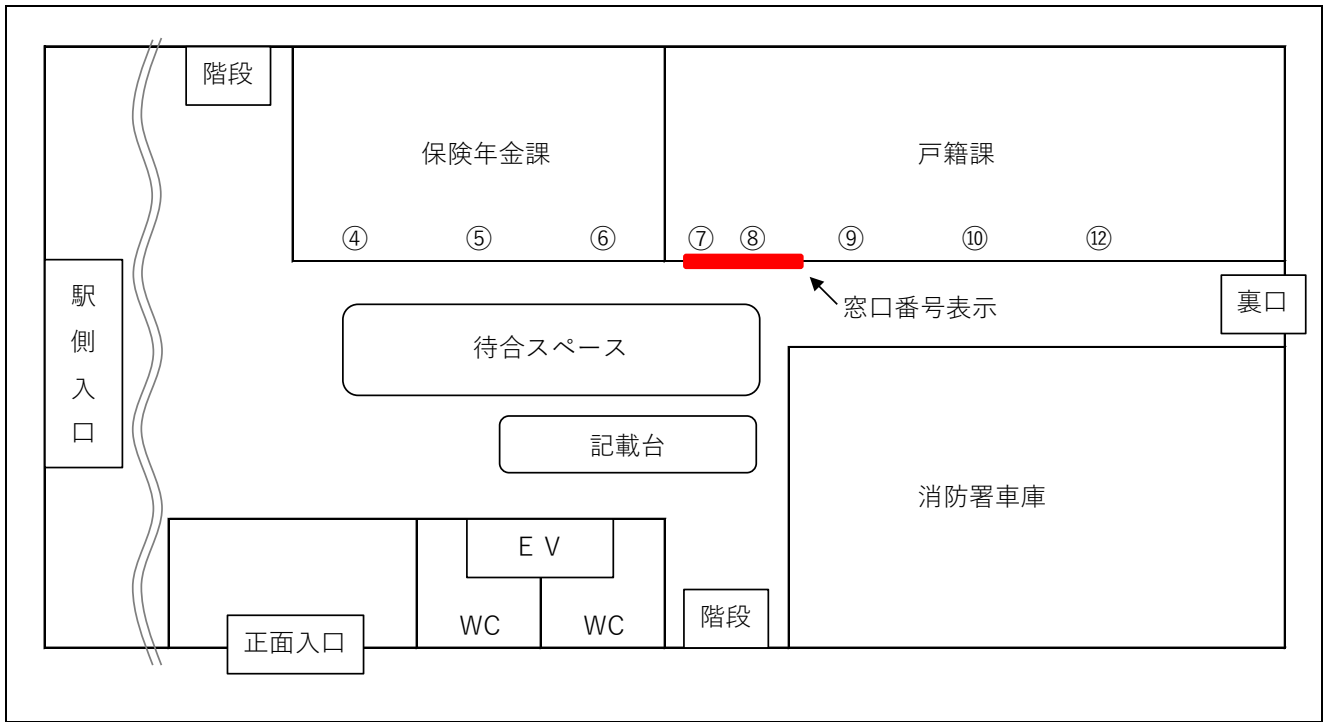 階段
保険年金課
戸籍課
④
⑤
⑥
⑦
⑧
⑨
⑩
⑫
駅側入口
窓口番号表示
裏口
待合スペース
記載台
消防署車庫
ＥＶ
WC
WC
階段
正面入口